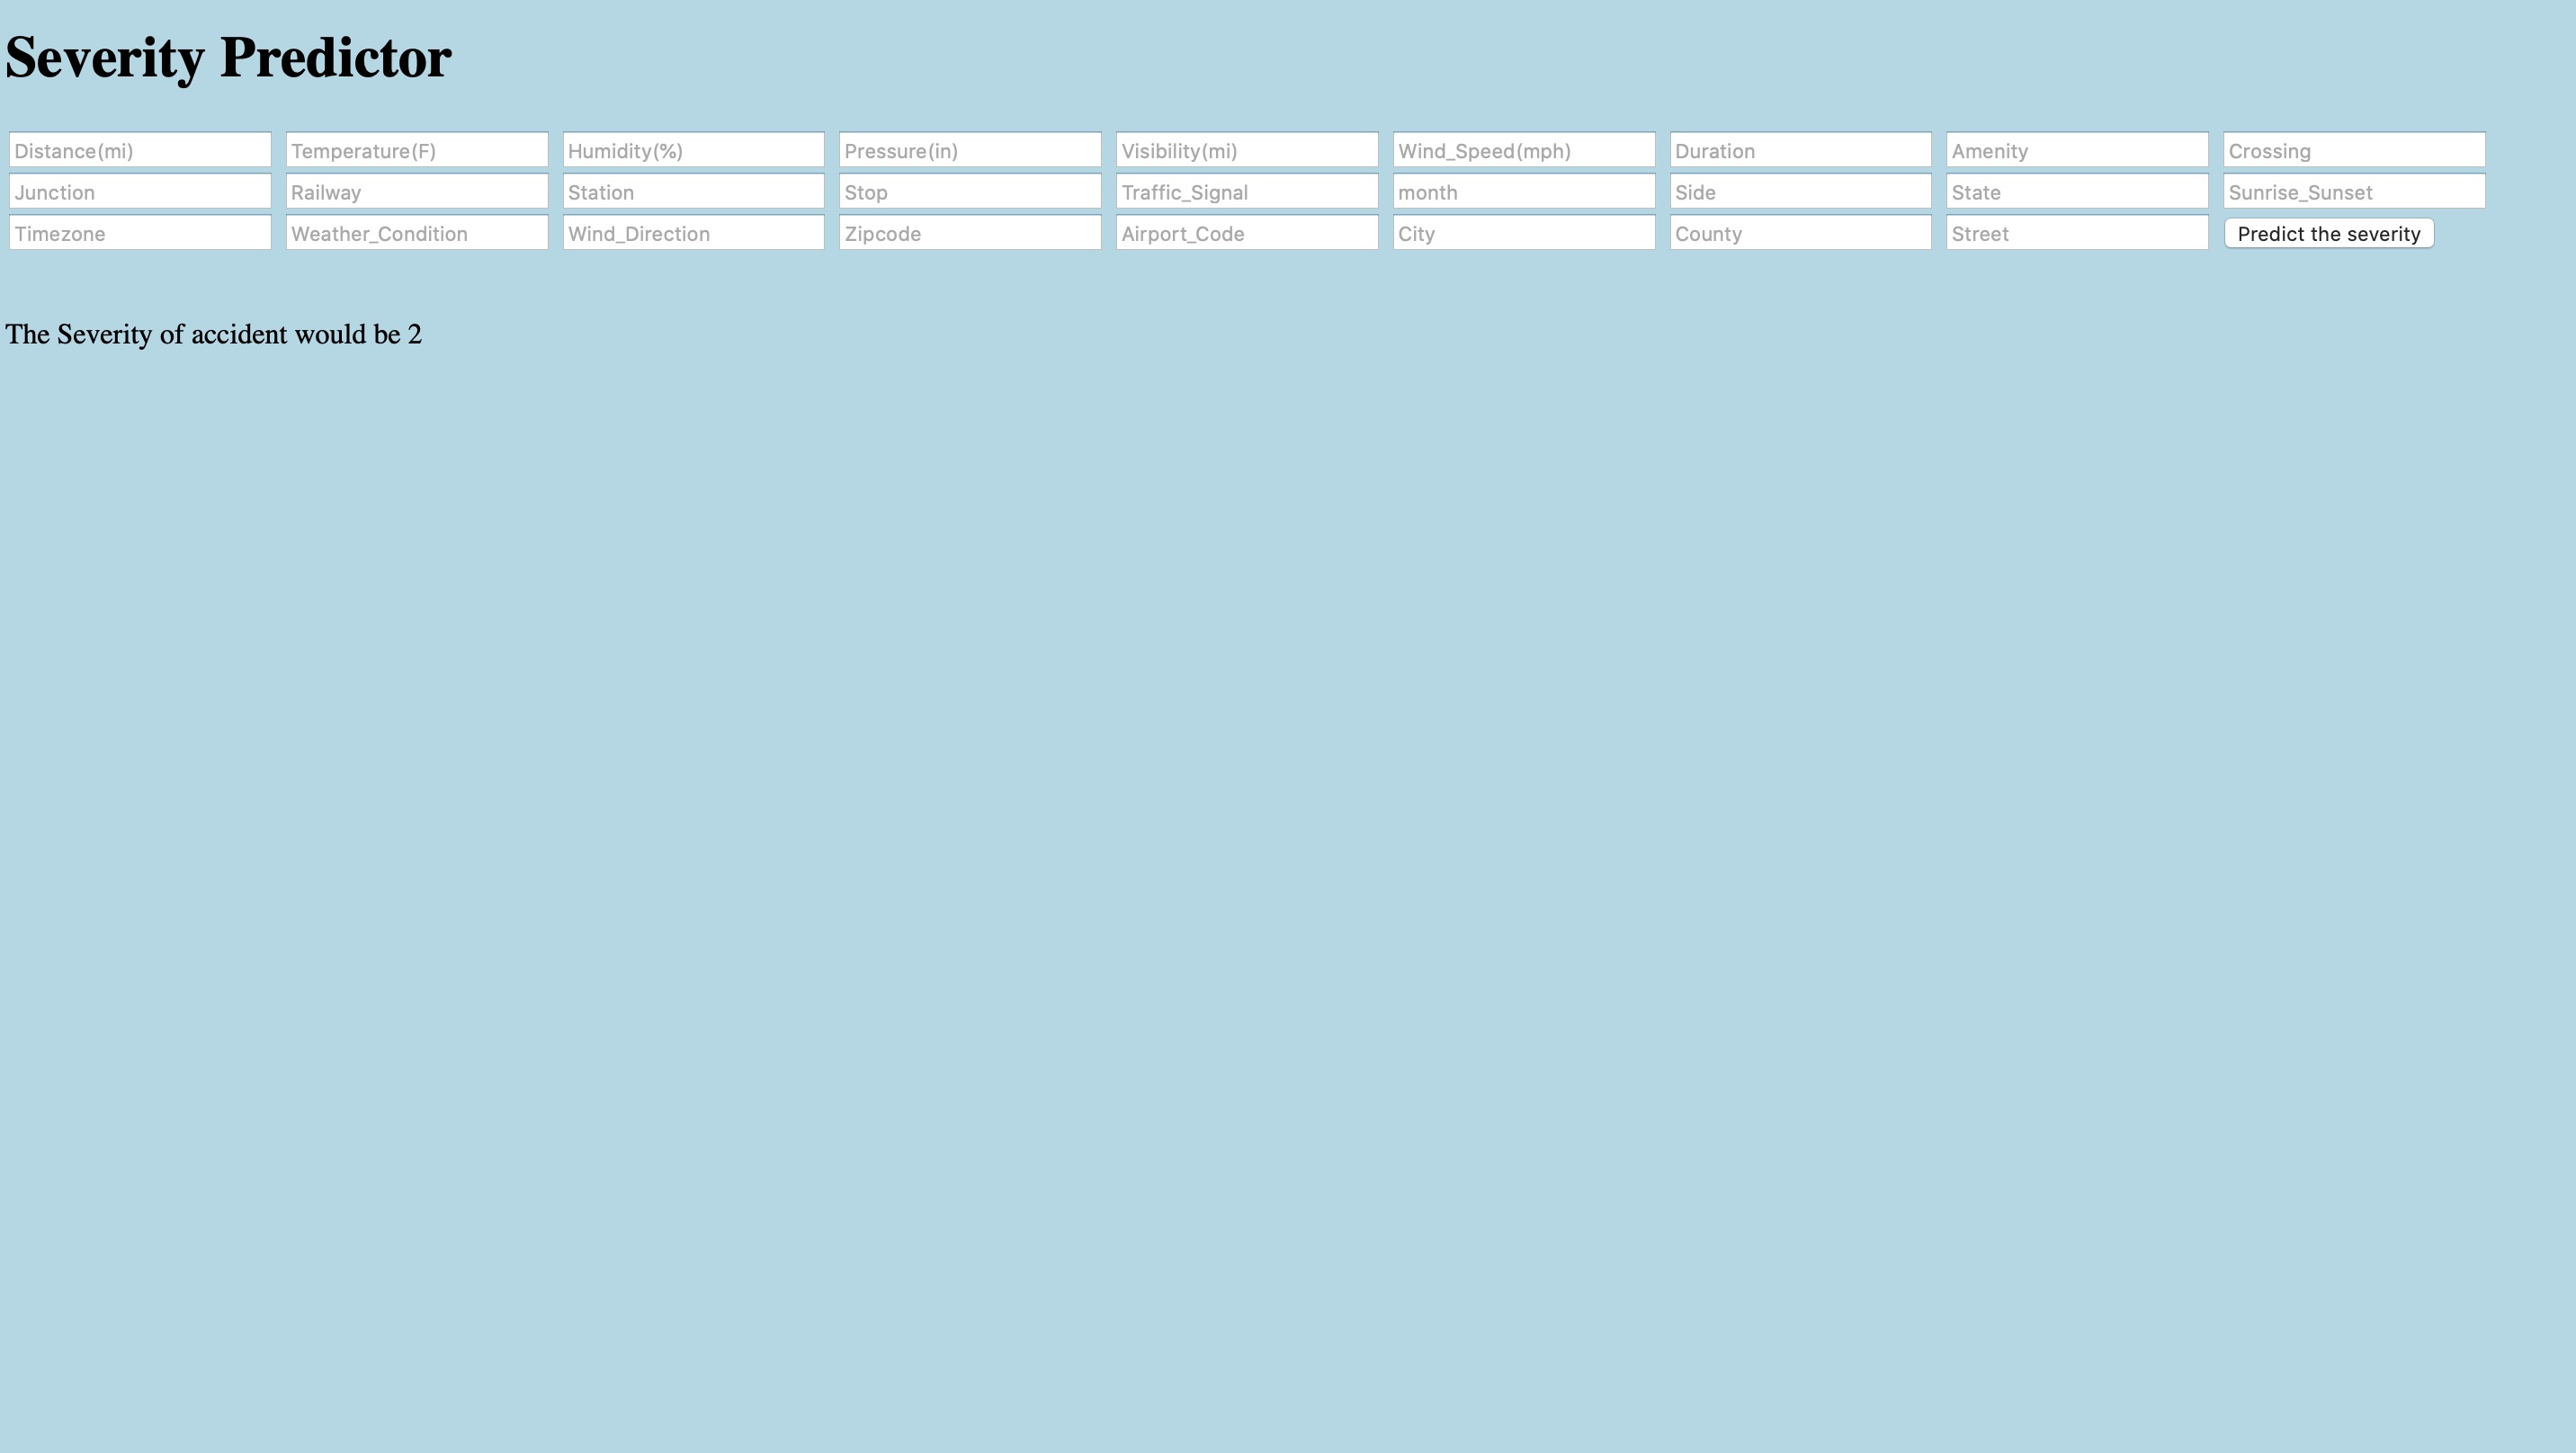 Severity Predictor
Distance(mi) Temperature(F) Humidity(%) Pressure(in) Visibility(mi) Wind_Speed(mph) Duration Amenity Crossing
Junction Railway Station Stop Traffic_Signal month Side State Sunrise_Sunset
Timezone Weather_Condition Wind_Direction Zipcode Airport_Code City County Street Predict the severity
The Severity of accident would be 2